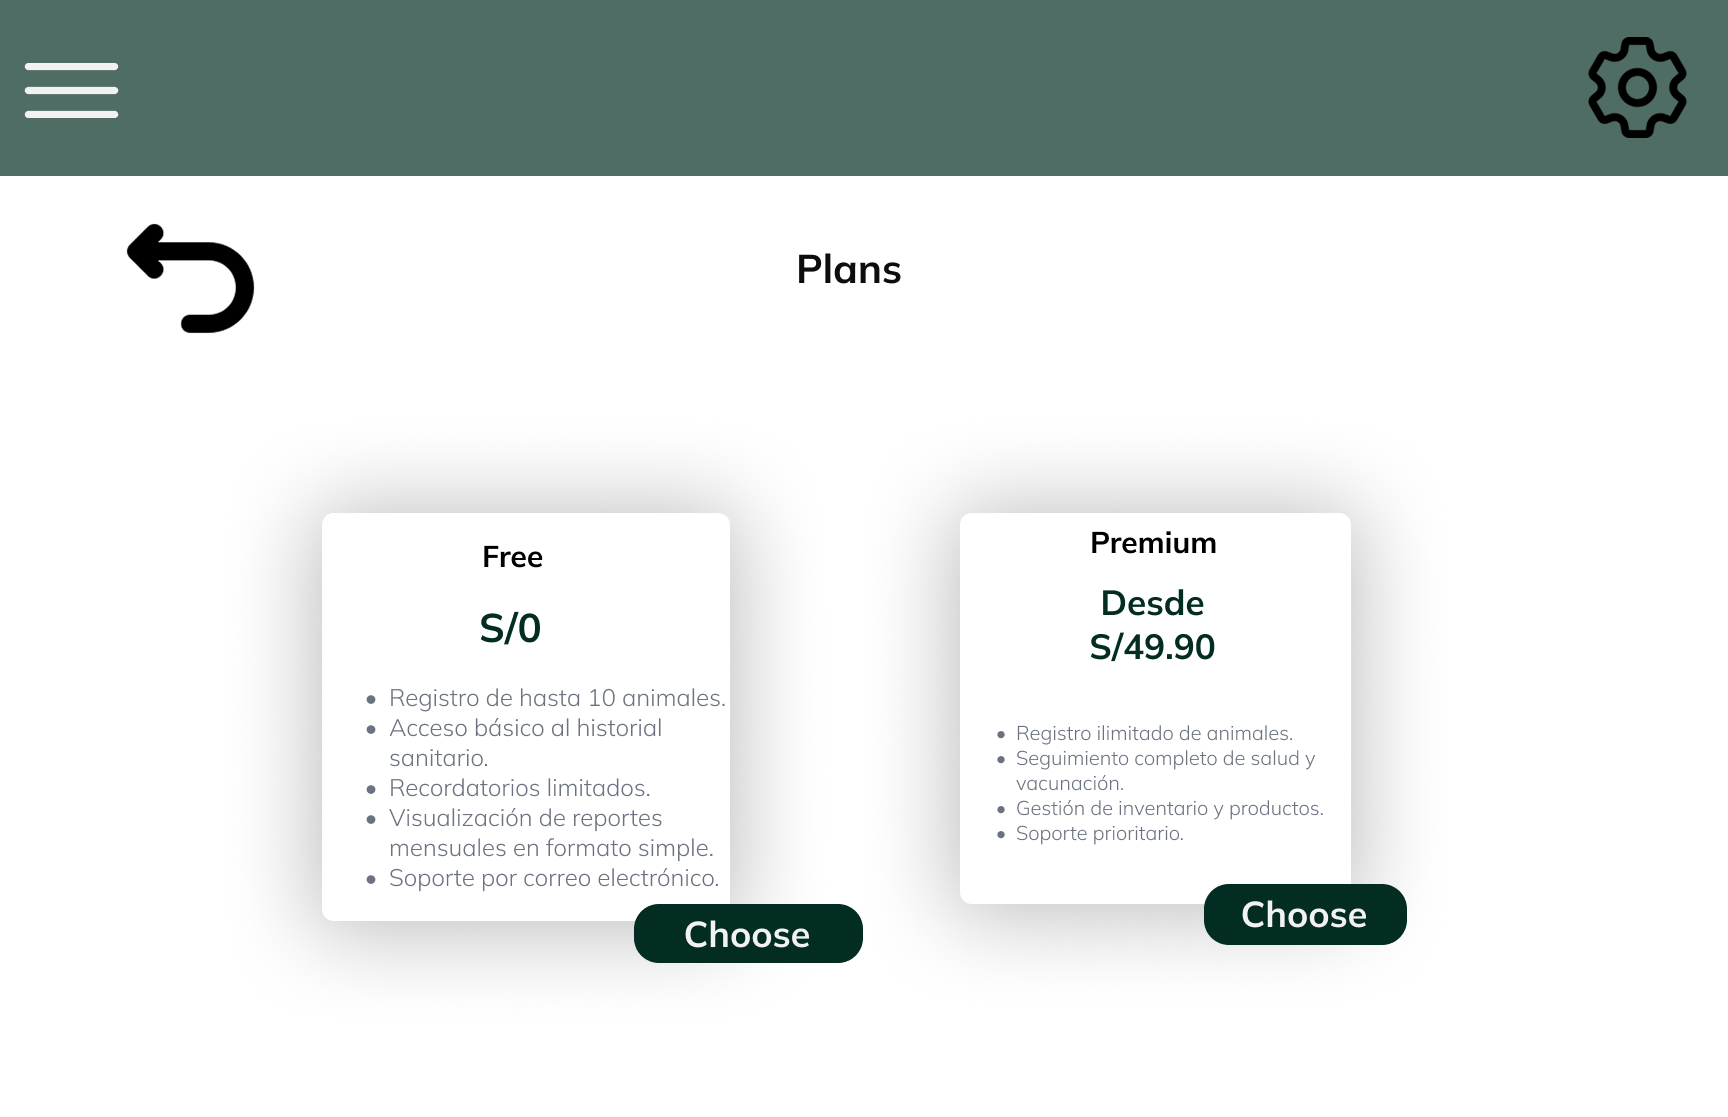 Plans
Free
S/0
• Registro de hasta 10 animales.
• Acceso básico al historial
sanitario.
• Recordatorios limitados.
• Visualización de reportes
mensuales en formato simple.
• Soporte por correo electrónico.
Choose
Premium
Desde
S/49.90
• Registro ilimitado de animales.
• Seguimiento completo de salud y
vacunación.
• Gestión de inventario y productos.
• Soporte prioritario.
Choose